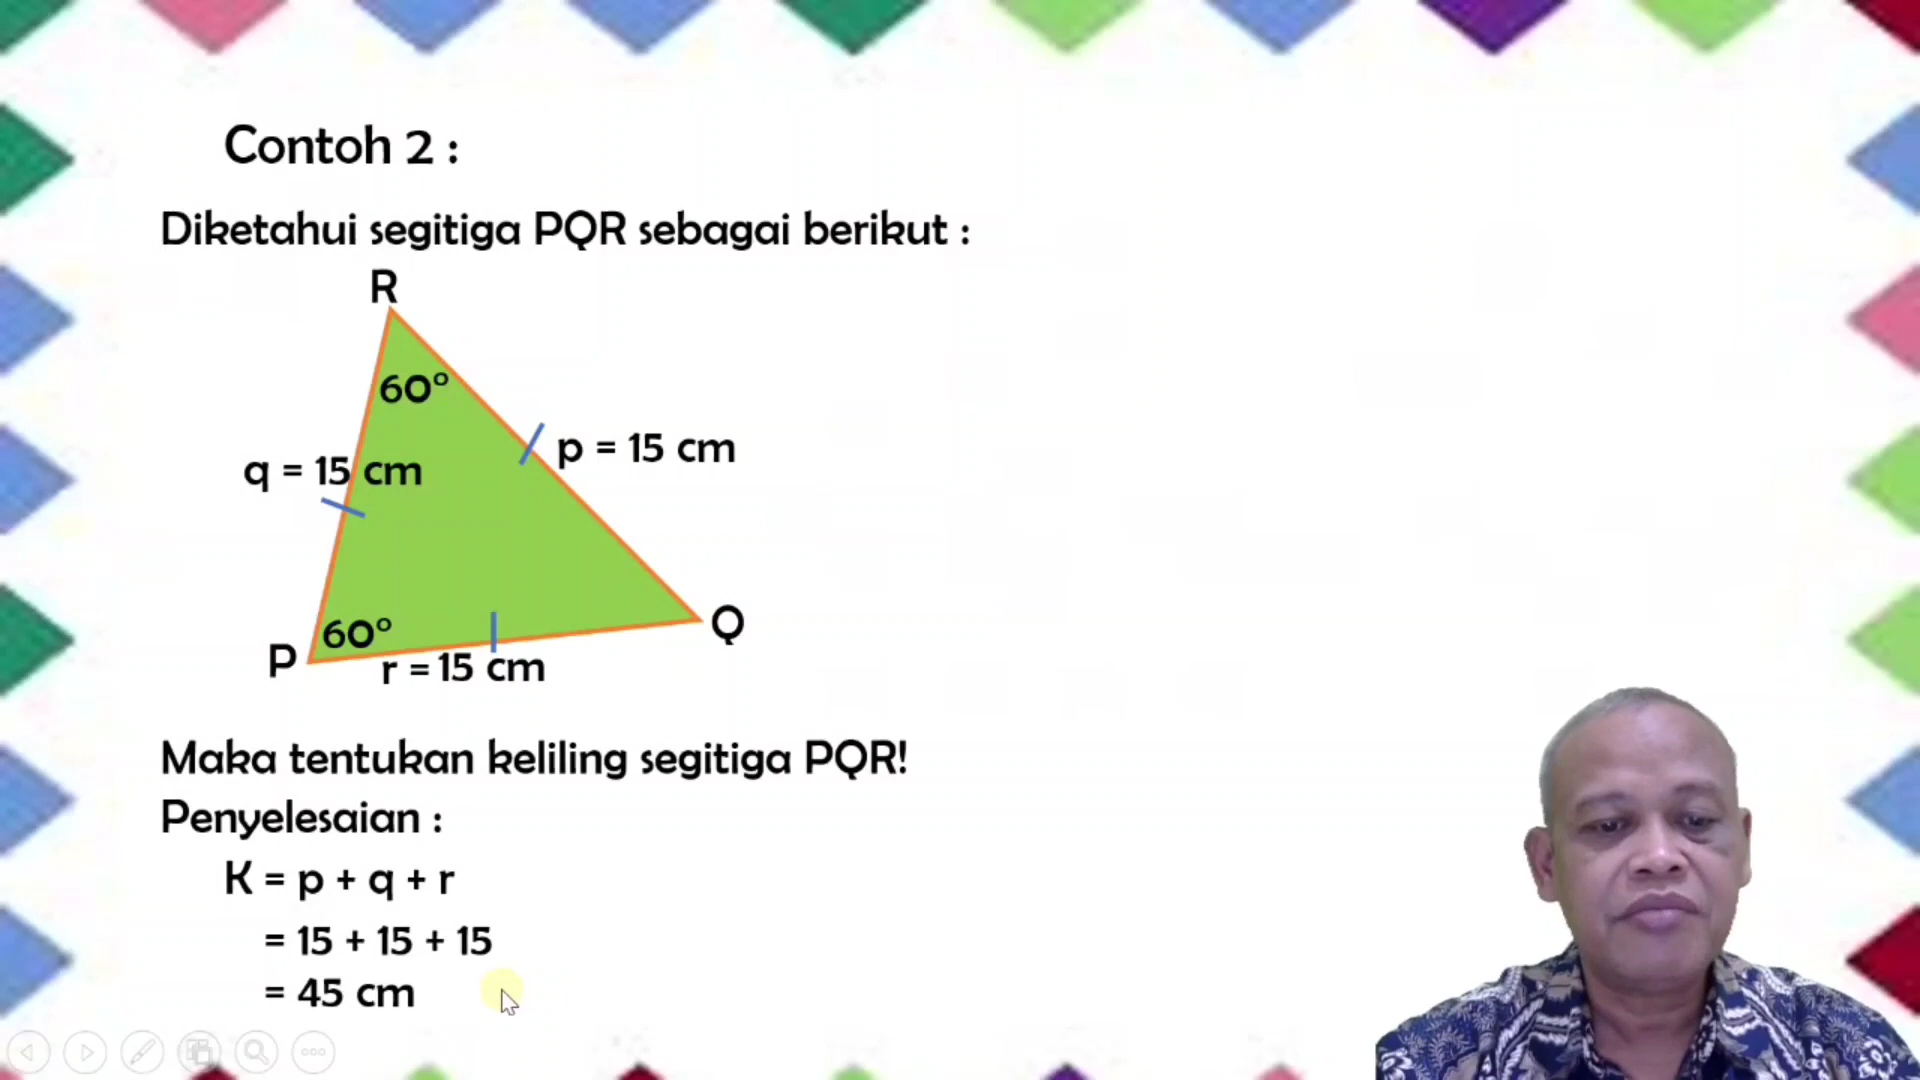 Contoh 2 :
Diketahui segitiga PQR sebagai berikut :
R
60°
q = 15 cm
p = 15 cm
P
60°
Q
r = 15 cm
Maka tentukan keliling segitiga PQR!
Penyelesaian :
K = p + q + r
= 15 + 15 + 15
= 45 cm